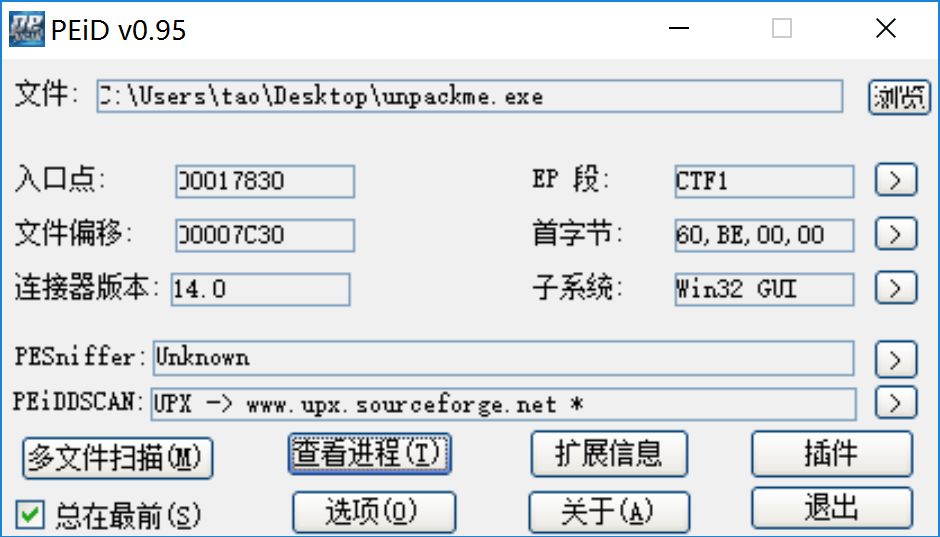 PEiD v0.95
文件: C:\Users\tao\Desktop\unpackme.exe 浏览
入口点: 00017830 EP 段: CTF1 >
文件偏移: 00007C30 首字节: 60,BE,00,00 >
连接器版本: 14.0 子系统: Win32 GUI >
PESniffer: Unknown >
PEiDDSCAN: UPX -> www.upx.sourceforge.net * >
多文件扫描(M) 查看进程(T) 扩展信息 插件
总在最前(S) 选项(O) 关于(A) 退出